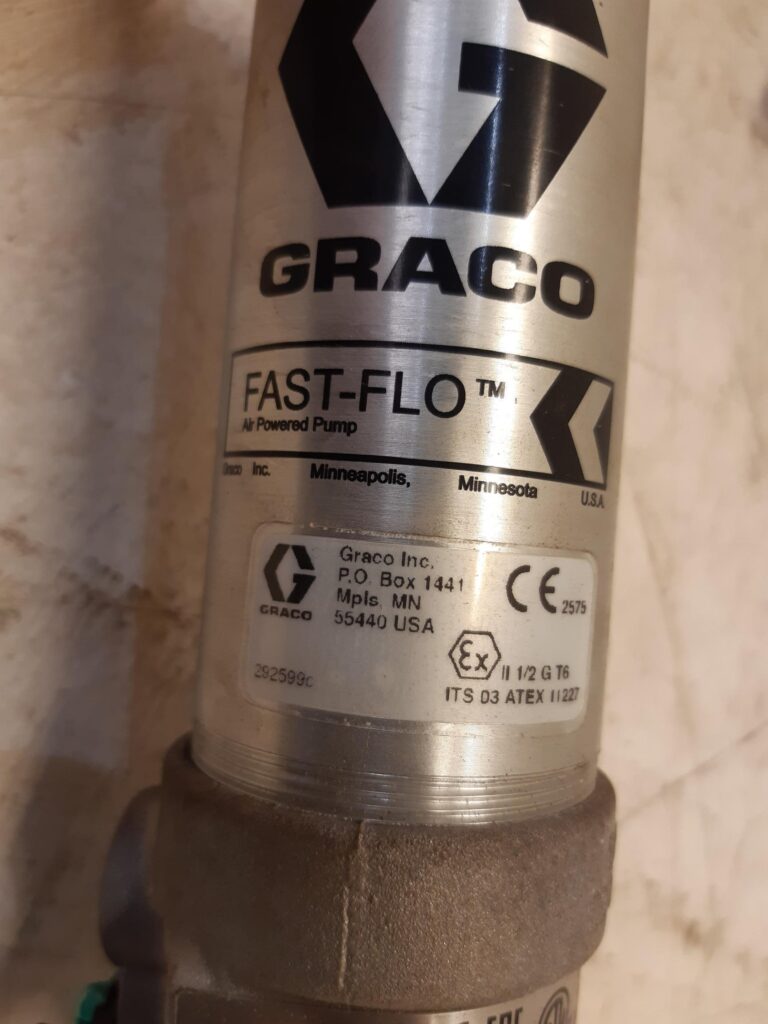 GRACO
FAST-FLO™
Air Powered Pump
Graco Inc. Minneapolis, Minnesota U.S.A.
GRACO
Graco Inc.
P.O. Box 1441
Mpls, MN
55440 USA
292599c
CE 2575
Ex II 1/2 G T6
ITS 03 ATEX 11227